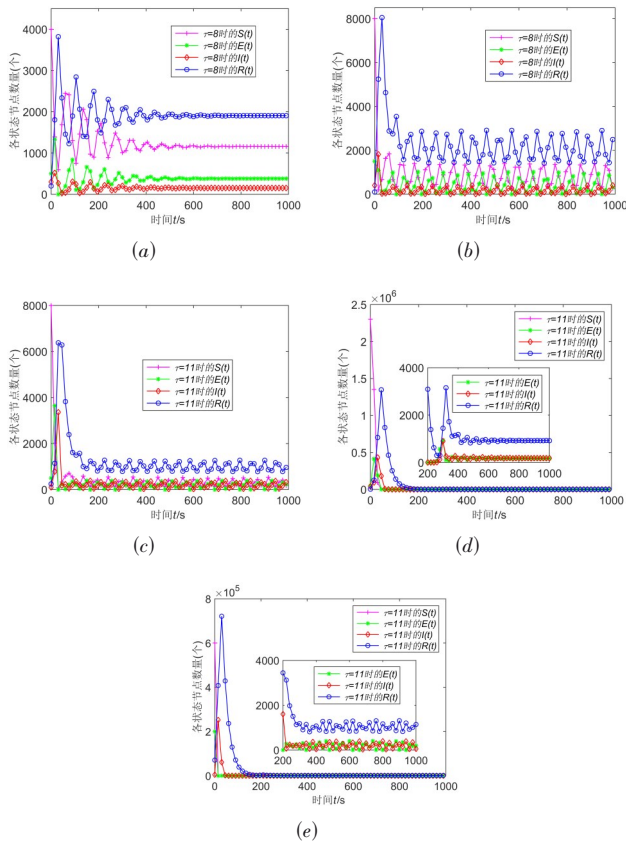 4000
3000
2000
1000
0
0 200 400 600 800 1000
各状态节点数量(个)
时间t/s
τ=8时的S(t)
τ=8时的E(t)
τ=8时的I(t)
τ=8时的R(t)
(a)
8000
6000
4000
2000
0
0 200 400 600 800 1000
各状态节点数量(个)
时间t/s
τ=8时的S(t)
τ=8时的E(t)
τ=8时的I(t)
τ=8时的R(t)
(b)
8000
6000
4000
2000
0
0 200 400 600 800 1000
各状态节点数量(个)
时间t/s
τ=11时的S(t)
τ=11时的E(t)
τ=11时的I(t)
τ=11时的R(t)
(c)
×10⁶
2.5
2
1.5
1
0.5
0
0 200 400 600 800 1000
各状态节点数量(个)
时间t/s
τ=11时的S(t)
τ=11时的E(t)
τ=11时的I(t)
τ=11时的R(t)
4000
2000
0
200 300 400 500 600 700 800 900 1000
τ=11时的E(t)
τ=11时的I(t)
τ=11时的R(t)
(d)
×10⁵
8
6
4
2
0
0 200 400 600 800 1000
各状态节点数量(个)
时间t/s
τ=11时的S(t)
τ=11时的E(t)
τ=11时的I(t)
τ=11时的R(t)
4000
2000
0
200 400 600 800 1000
τ=11时的E(t)
τ=11时的I(t)
τ=11时的R(t)
(e)